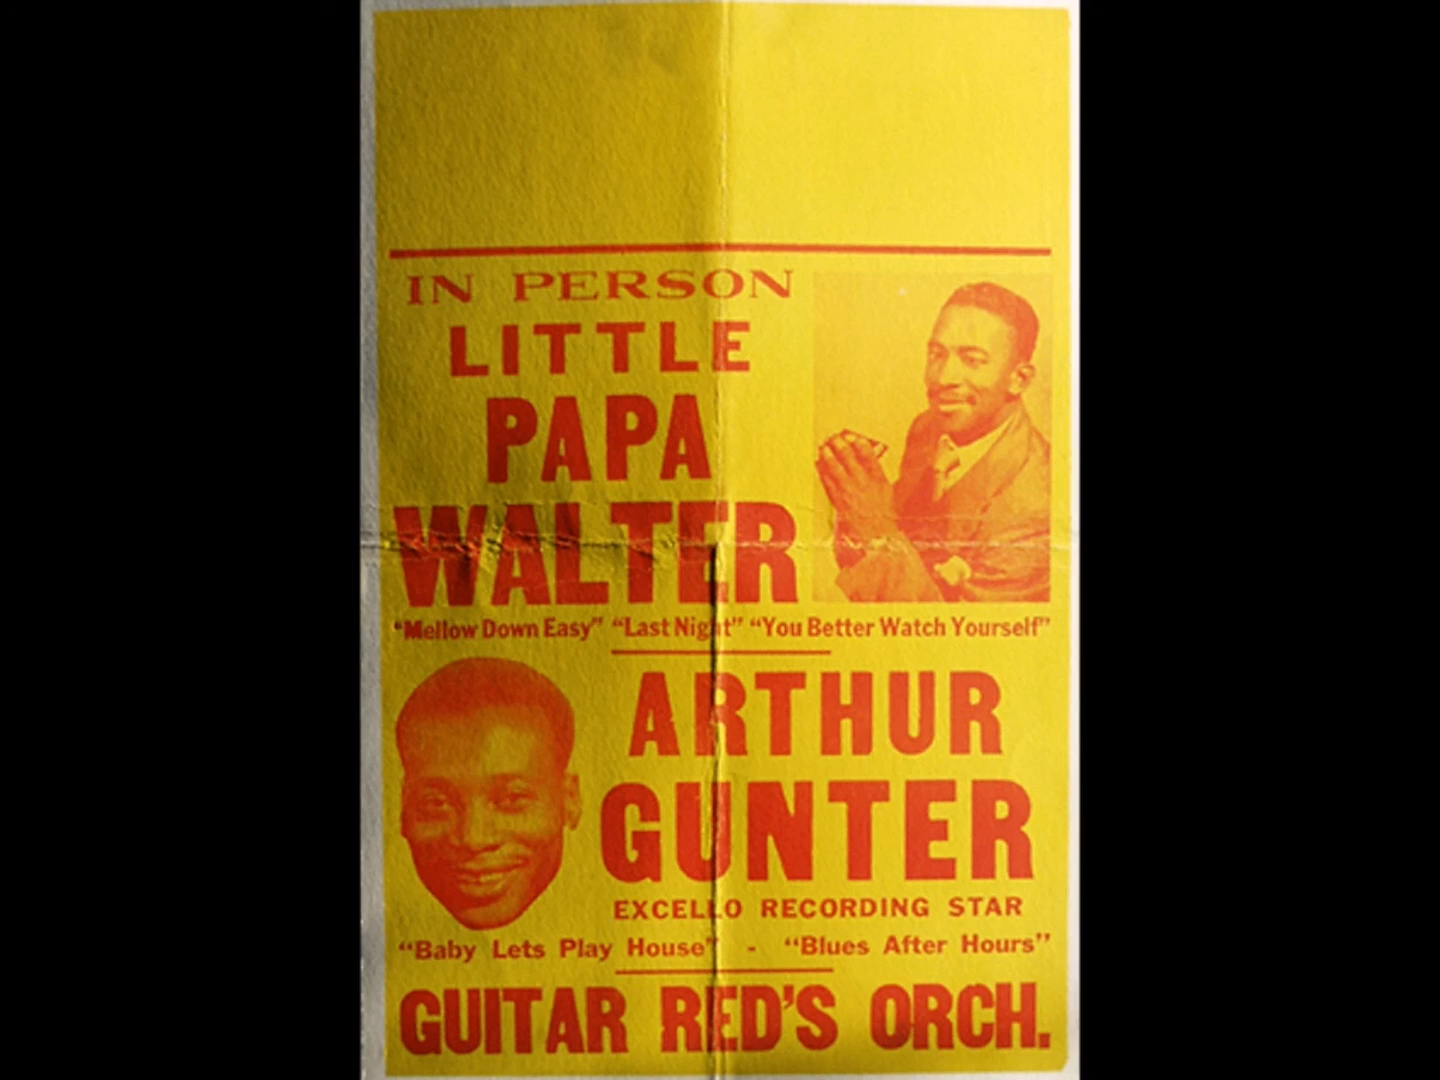 IN PERSON
LITTLE
PAPA
WALTER
"Mellow Down Easy" "Last Night" "You Better Watch Yourself"
ARTHUR
GUNTER
EXCELLO RECORDING STAR
"Baby Lets Play House" - "Blues After Hours"
GUITAR RED'S ORCH.